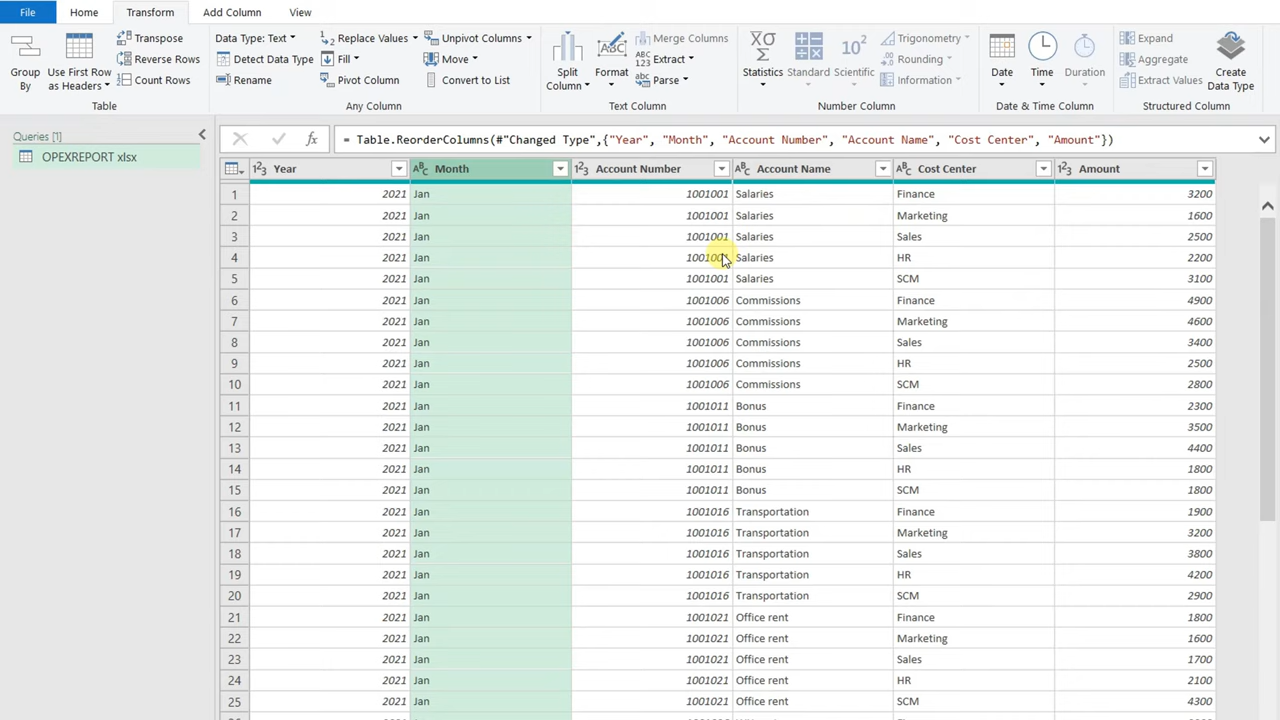 File Home Transform Add Column View
Group By
Use First Row as Headers
Transpose
Reverse Rows
Count Rows
Table
Data Type: Text
Detect Data Type
Rename
Replace Values
Fill
Pivot Column
Unpivot Columns
Move
Convert to List
Any Column
Split Column
Format
ABC
Merge Columns
ABC 123 Extract
abc Parse
Text Column
XΣ
σ
Statistics
Standard
10²
Scientific
Trigonometry
Rounding
Information
Number Column
Date
Time
Duration
Date & Time Column
Expand
Aggregate
Extract Values
Structured Column
Create Data Type
Queries [1]
OPEXREPORT xlsx
fx = Table.ReorderColumns(#"Changed Type",{"Year", "Month", "Account Number", "Account Name", "Cost Center", "Amount"})
1²3 Year ABC Month 1²3 Account Number ABC Account Name ABC Cost Center 1²3 Amount
1 2021 Jan 1001001 Salaries Finance 3200
2 2021 Jan 1001001 Salaries Marketing 1600
3 2021 Jan 1001001 Salaries Sales 2500
4 2021 Jan Salaries HR 2200
5 2021 Jan 1001001 Salaries SCM 3100
6 2021 Jan 1001006 Commissions Finance 4900
7 2021 Jan 1001006 Commissions Marketing 4600
8 2021 Jan 1001006 Commissions Sales 3400
9 2021 Jan 1001006 Commissions HR 2500
10 2021 Jan 1001006 Commissions SCM 2800
11 2021 Jan 1001011 Bonus Finance 2300
12 2021 Jan 1001011 Bonus Marketing 3500
13 2021 Jan 1001011 Bonus Sales 4400
14 2021 Jan 1001011 Bonus HR 1800
15 2021 Jan 1001011 Bonus SCM 1800
16 2021 Jan 1001016 Transportation Finance 1900
17 2021 Jan 1001016 Transportation Marketing 3200
18 2021 Jan 1001016 Transportation Sales 3800
19 2021 Jan 1001016 Transportation HR 4200
20 2021 Jan 1001016 Transportation SCM 2900
21 2021 Jan 1001021 Office rent Finance 1800
22 2021 Jan 1001021 Office rent Marketing 1600
23 2021 Jan 1001021 Office rent Sales 1700
24 2021 Jan 1001021 Office rent HR 2100
25 2021 Jan 1001021 Office rent SCM 4300